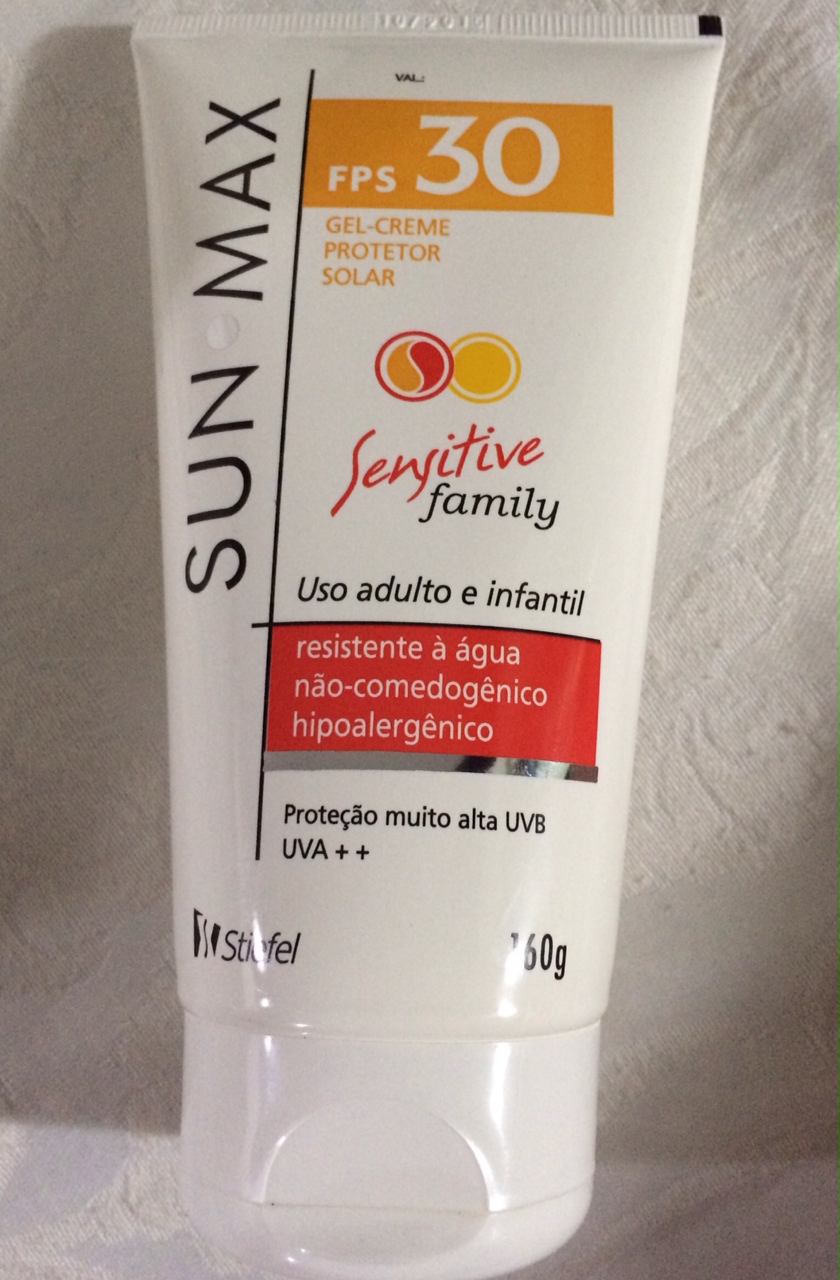 VAL.:
SUN MAX
FPS 30
GEL-CREME
PROTETOR
SOLAR
Sensitive
family
Uso adulto e infantil
resistente à água
não-comedogênico
hipoalergênico
Proteção muito alta UVB
UVA + +
Stiefel
160g